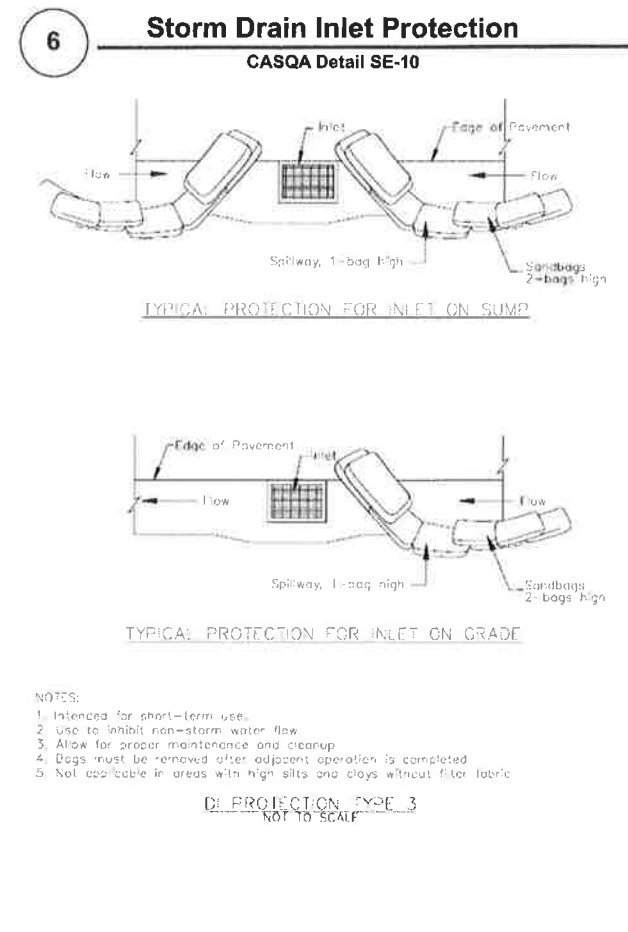 6
Storm Drain Inlet Protection
CASQA Detail SE-10
Inlet
Edge of Pavement
Flow
Flow
Spillway, 1-bag high
Sandbags
2-bags high
TYPICAL PROTECTION FOR INLET ON SUMP
Edge of Pavement
Inlet
Flow
Flow
Spillway, 1-bag high
Sandbags
2-bags high
TYPICAL PROTECTION FOR INLET ON GRADE
NOTES:
1. Intended for short-term use.
2. Use to inhibit non-storm water flow
3. Allow for proper maintenance and cleanup
4. Bags must be removed after adjacent operation is completed
5. Not applicable in areas with high silts and clays without filter fabric
DI PROTECTION TYPE 3
NOT TO SCALE